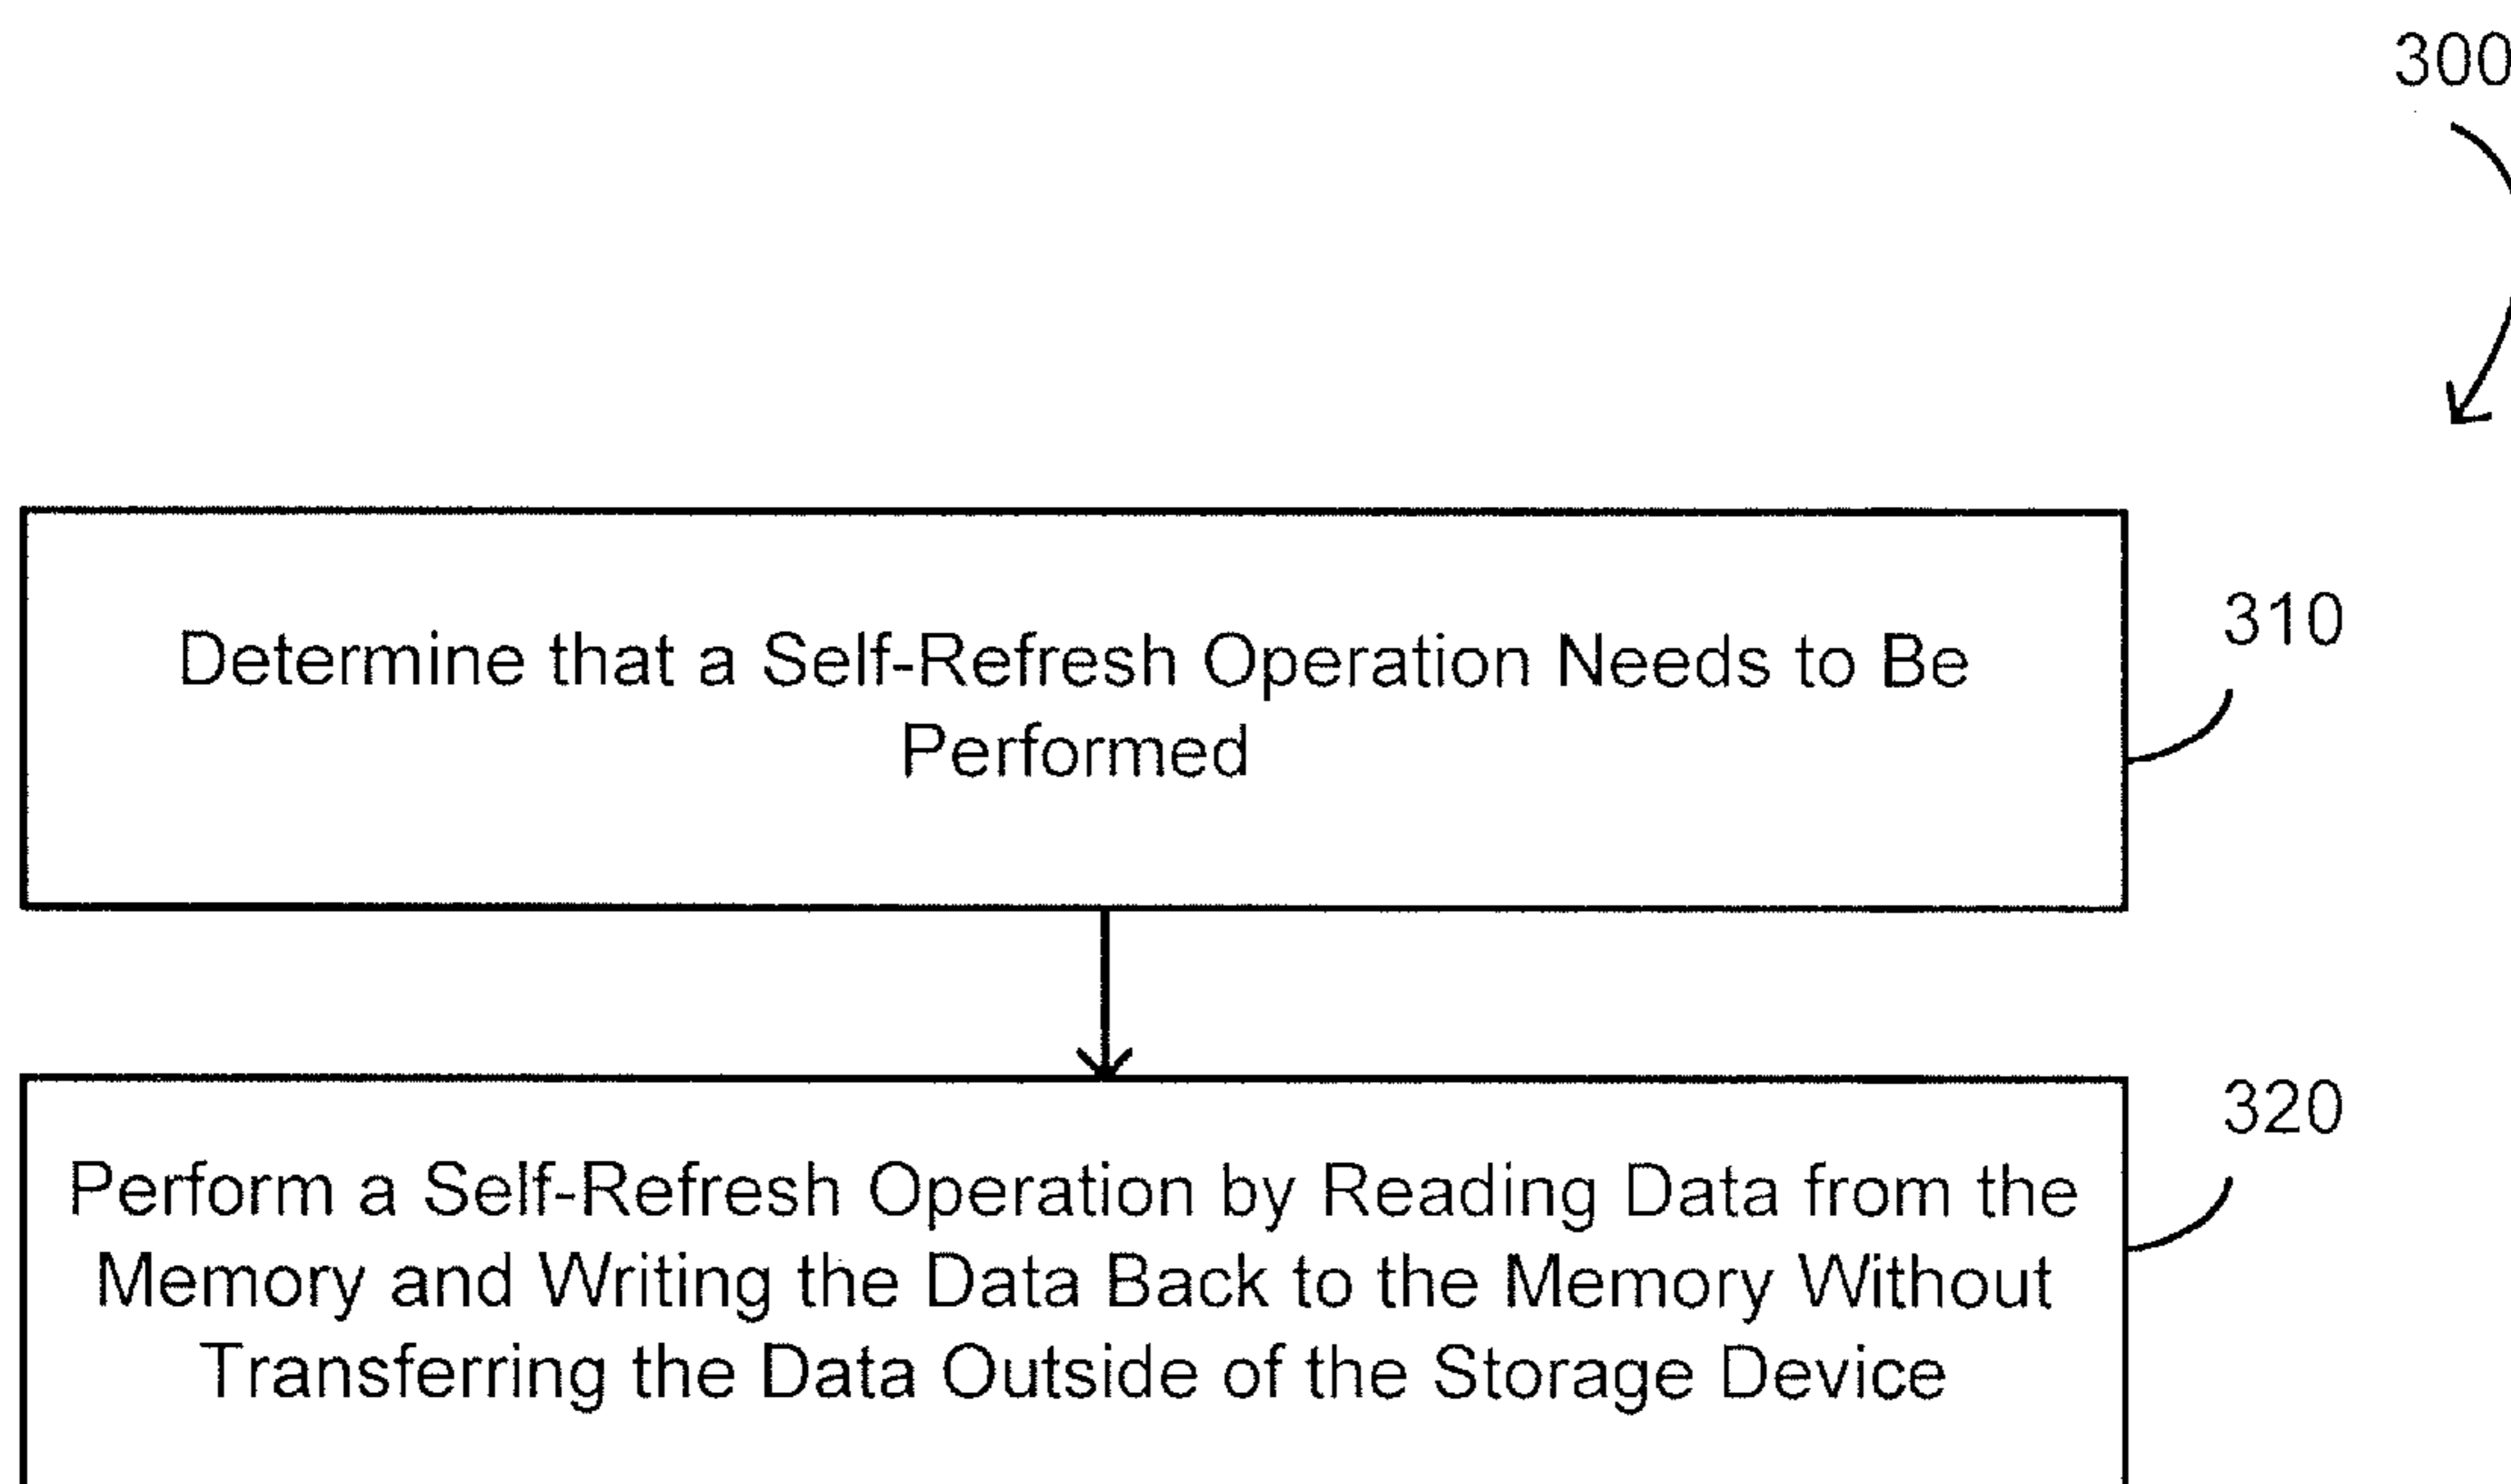 300
310
Determine that a Self-Refresh Operation Needs to Be
Performed
320
Perform a Self-Refresh Operation by Reading Data from the
Memory and Writing the Data Back to the Memory Without
Transferring the Data Outside of the Storage Device